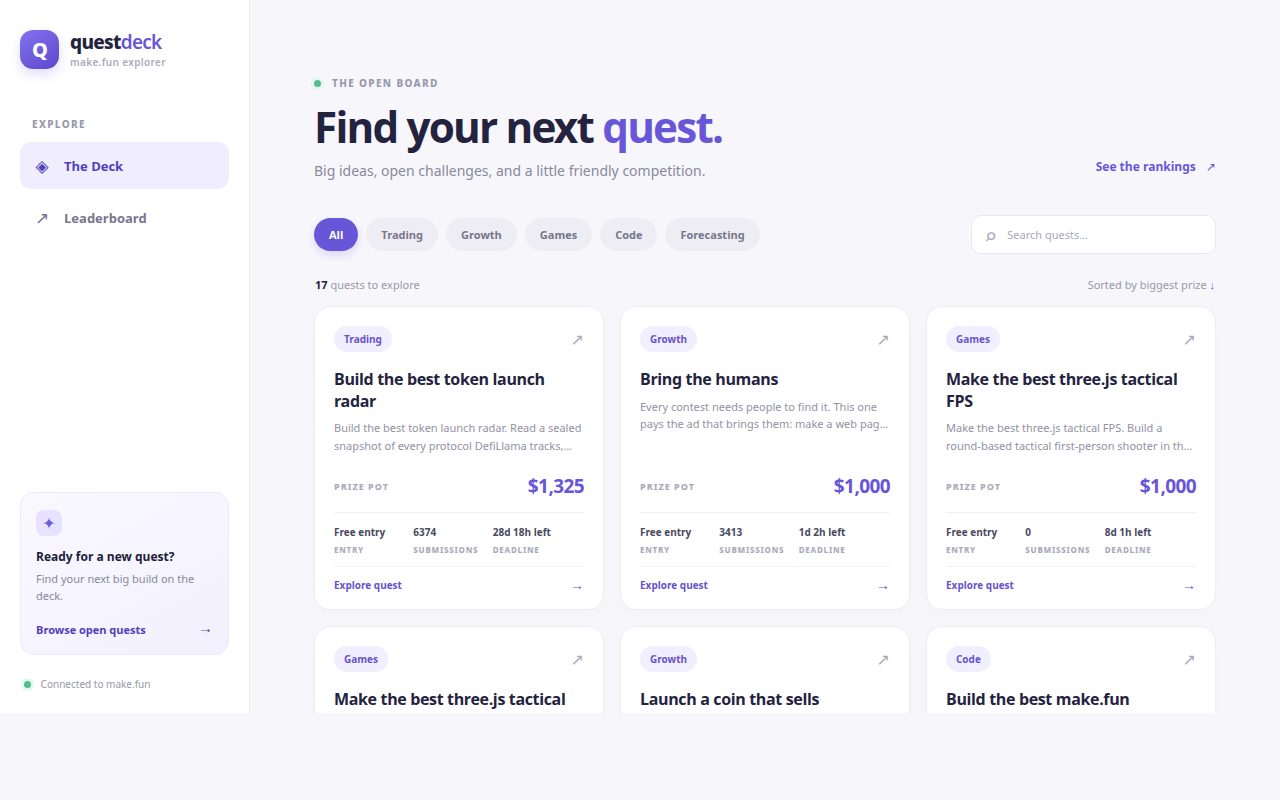 Q
questdeck
make.fun explorer
EXPLORE
◈ The Deck
↗ Leaderboard
✦
Ready for a new quest?
Find your next big build on the
deck.
Browse open quests →
Connected to make.fun
THE OPEN BOARD
Find your next quest.
Big ideas, open challenges, and a little friendly competition.
See the rankings ↗
All Trading Growth Games Code Forecasting
⌕ Search quests...
17 quests to explore
Sorted by biggest prize ↓
Trading ↗
Build the best token launch
radar
Build the best token launch radar. Read a sealed
snapshot of every protocol DefiLlama tracks,...
PRIZE POT $1,325
Free entry 6374 28d 18h left
ENTRY SUBMISSIONS DEADLINE
Explore quest →
Growth ↗
Bring the humans
Every contest needs people to find it. This one
pays the ad that brings them: make a web pag...
PRIZE POT $1,000
Free entry 3413 1d 2h left
ENTRY SUBMISSIONS DEADLINE
Explore quest →
Games ↗
Make the best three.js tactical
FPS
Make the best three.js tactical FPS. Build a
round-based tactical first-person shooter in th...
PRIZE POT $1,000
Free entry 0 8d 1h left
ENTRY SUBMISSIONS DEADLINE
Explore quest →
Games ↗
Make the best three.js tactical
Growth ↗
Launch a coin that sells
Code ↗
Build the best make.fun